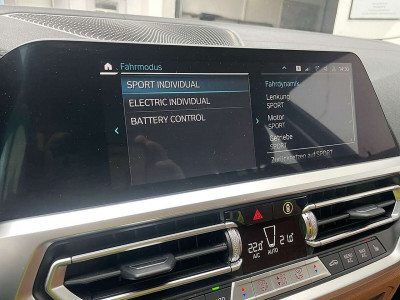 Fahrmodus
SPORT INDIVIDUAL
ELECTRIC INDIVIDUAL
BATTERY CONTROL
Fahrdynamik
Lenkung
SPORT
Motor
SPORT
Getriebe
SPORT
Zurücksetzen auf SPORT
22.0
A/C
AUTO